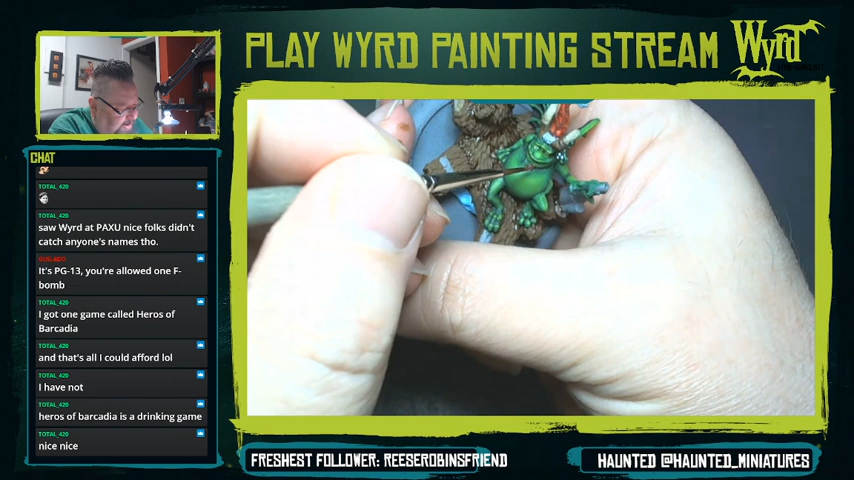 PLAY WYRD PAINTING STREAM
Wyrd
CHAT
TOTAL_420
TOTAL_420
saw Wyrd at PAXU nice folks didn't
catch anyone's names tho.
It's PG-13, you're allowed one F-
bomb
TOTAL_420
I got one game called Heros of
Barcadia
TOTAL_420
and that's all I could afford lol
TOTAL_420
I have not
TOTAL_420
heros of barcadia is a drinking game
TOTAL_420
nice nice
FRESHEST FOLLOWER: REESEROBINSFRIEND
HAUNTED @HAUNTED_MINIATURES